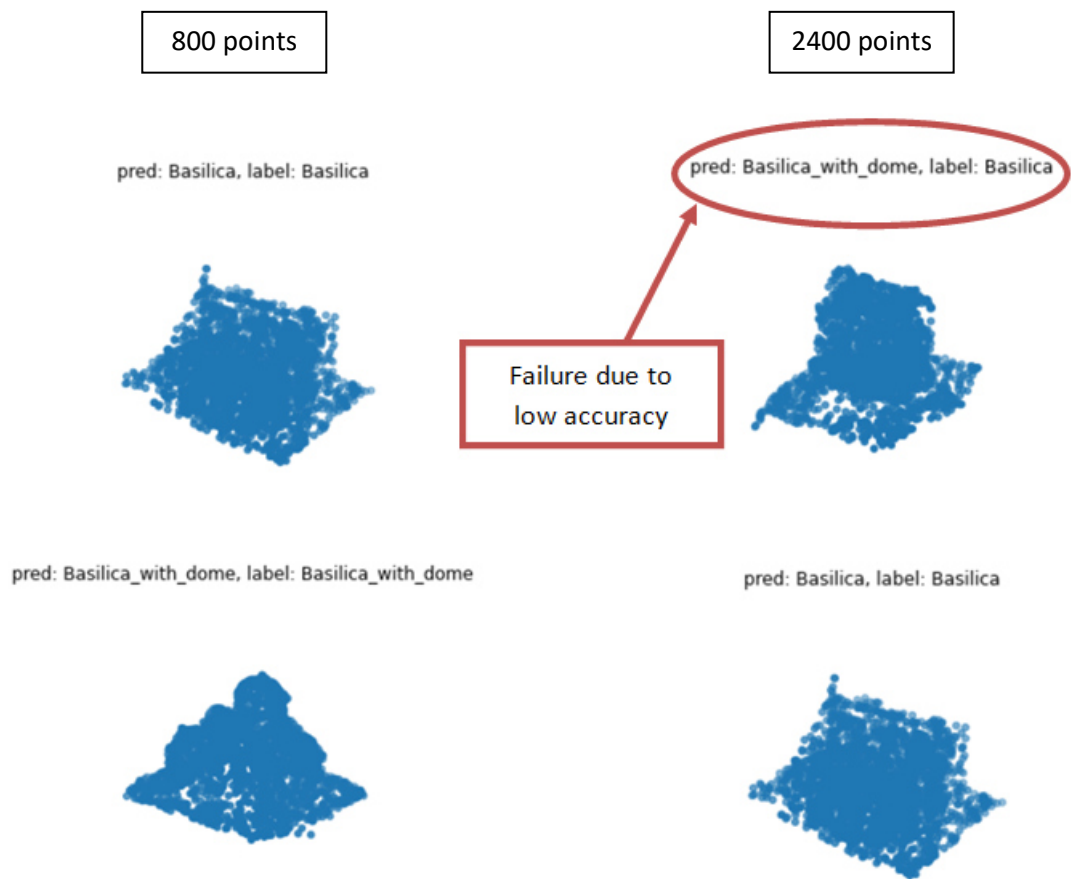 800 points
2400 points
pred: Basilica, label: Basilica
pred: Basilica_with_dome, label: Basilica
Failure due to
low accuracy
pred: Basilica_with_dome, label: Basilica_with_dome
pred: Basilica, label: Basilica